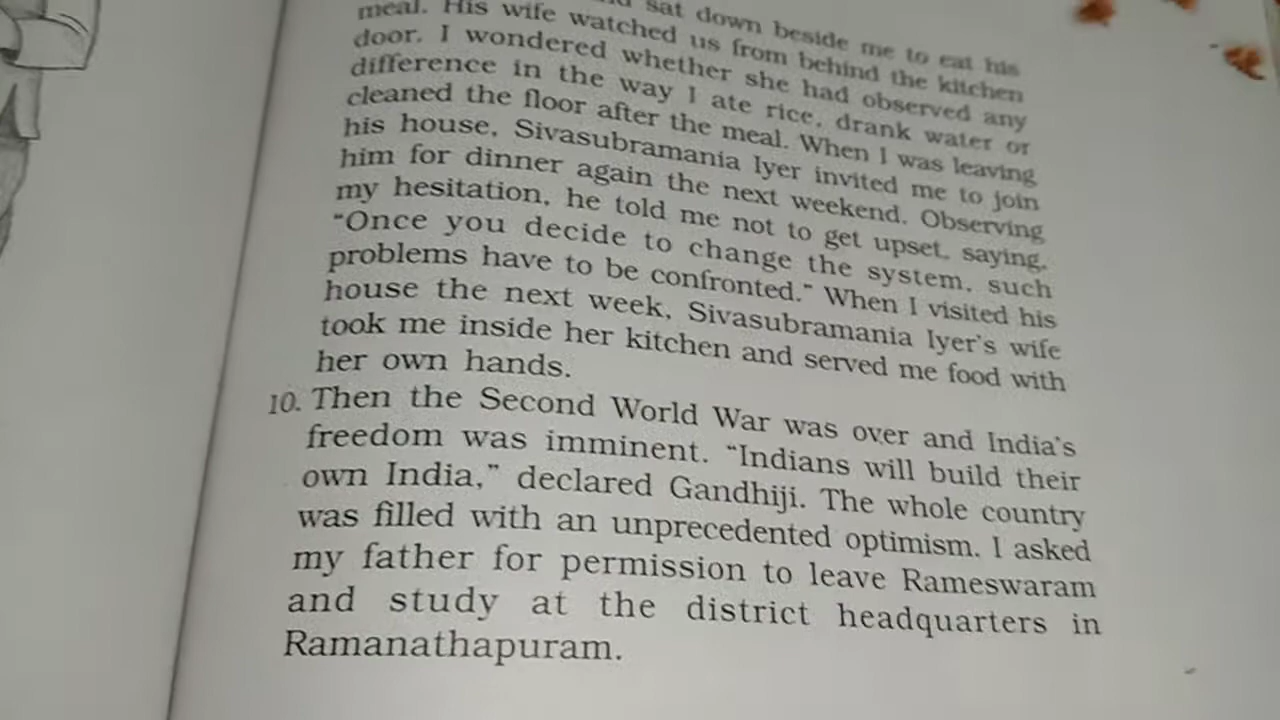 sat down beside me to eat his
meal. His wife watched us from behind the kitchen
door. I wondered whether she had observed any
difference in the way I ate rice, drank water or
cleaned the floor after the meal. When I was leaving
his house, Sivasubramania Iyer invited me to join
him for dinner again the next weekend. Observing
my hesitation, he told me not to get upset, saying,
“Once you decide to change the system, such
problems have to be confronted.” When I visited his
house the next week, Sivasubramania Iyer's wife
took me inside her kitchen and served me food with
her own hands.
10. Then the Second World War was over and India's
freedom was imminent. “Indians will build their
own India,” declared Gandhiji. The whole country
was filled with an unprecedented optimism. I asked
my father for permission to leave Rameswaram
and study at the district headquarters in
Ramanathapuram.